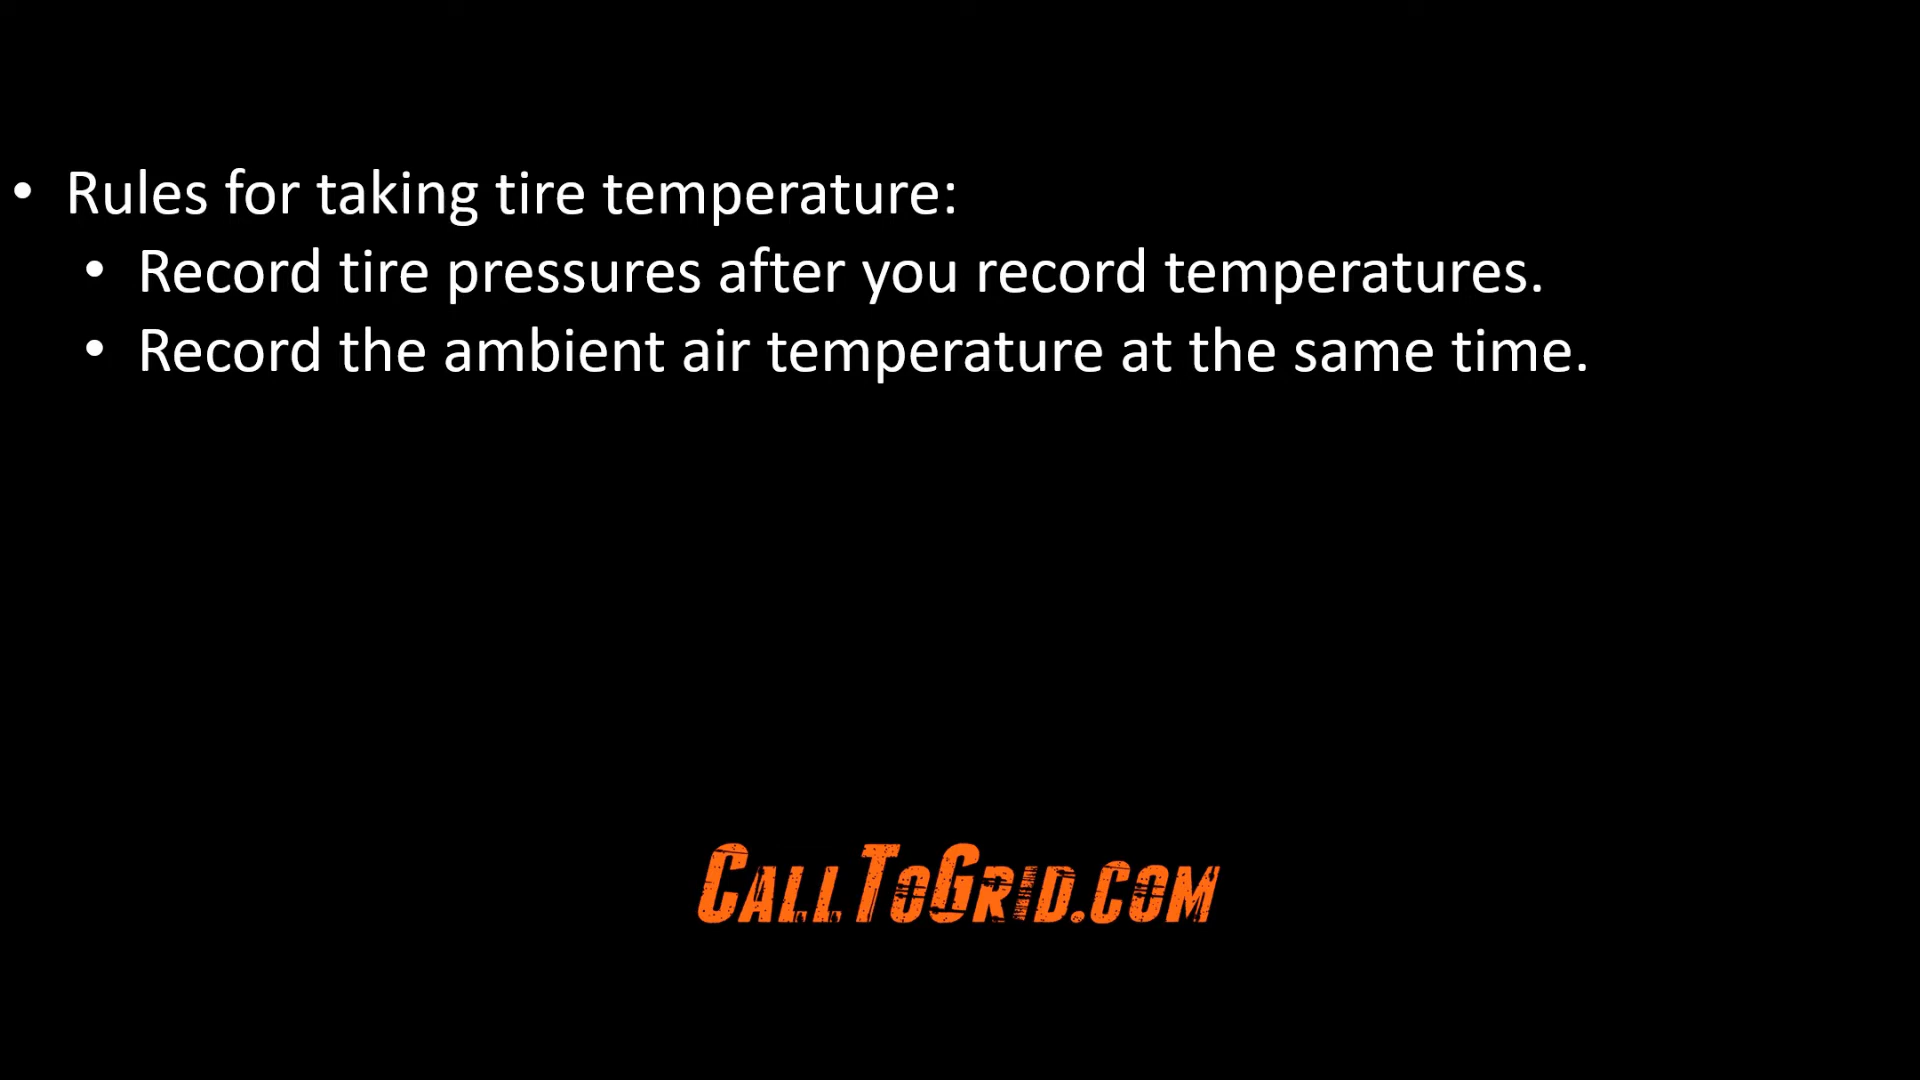 • Rules for taking tire temperature:
• Record tire pressures after you record temperatures.
• Record the ambient air temperature at the same time.
CallToGrid.com